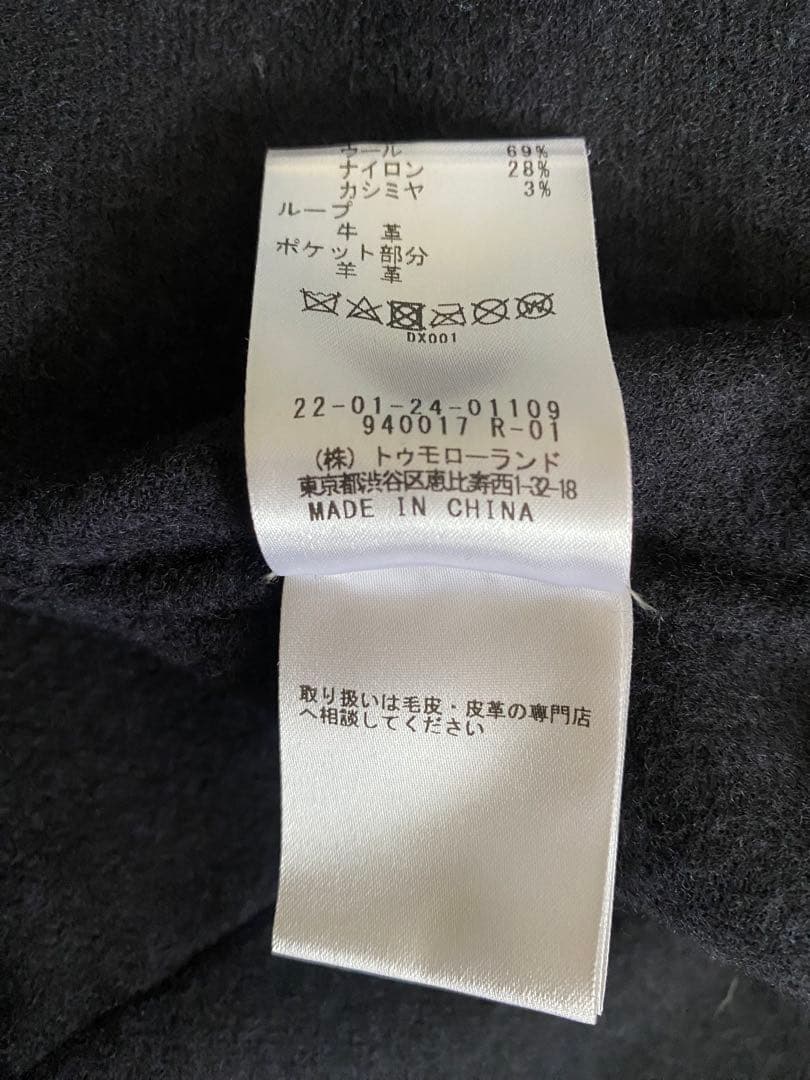 ウール 69%
ナイロン 28%
カシミヤ 3%
ループ
牛 革
ポケット部分
羊 革
DX001
22-01-24-01109
940017 R-01
(株) トゥモローランド
東京都渋谷区恵比寿西1-32-18
MADE IN CHINA
取り扱いは毛皮・皮革の専門店
へ相談してください